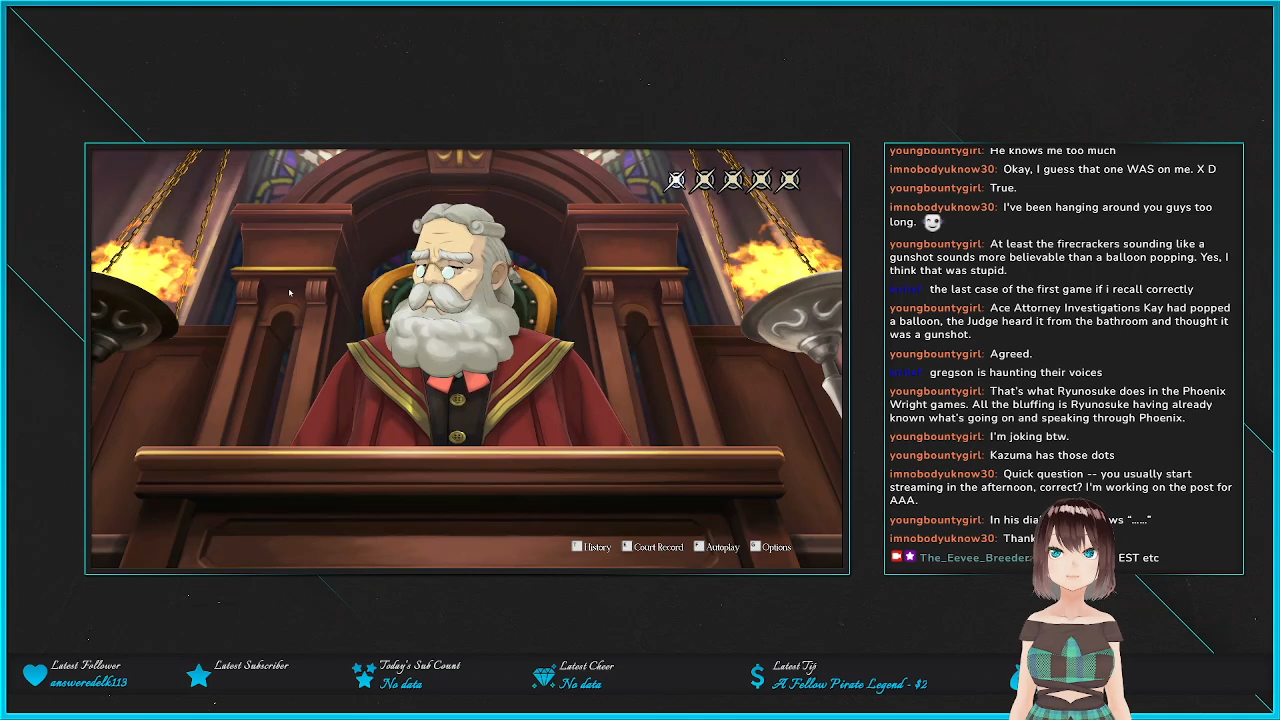 youngbountygirl: He knows me too much
imnobodyuknow30: Okay, I guess that one WAS on me. X D
youngbountygirl: True.
imnobodyuknow30: I've been hanging around you guys too
long.
youngbountygirl: At least the firecrackers sounding like a
gunshot sounds more believable than a balloon popping. Yes, I
think that was stupid.
the last case of the first game if i recall correctly
youngbountygirl: Ace Attorney Investigations Kay had popped
a balloon, the Judge heard it from the bathroom and thought it
was a gunshot.
youngbountygirl: Agreed.
gregson is haunting their voices
youngbountygirl: That's what Ryunosuke does in the Phoenix
Wright games. All the bluffing is Ryunosuke having already
known what's going on and speaking through Phoenix.
youngbountygirl: I'm joking btw.
youngbountygirl: Kazuma has those dots
imnobodyuknow30: Quick question -- you usually start
streaming in the afternoon, correct? I'm working on the post for
AAA.
youngbountygirl: In his "......"
imnobodyuknow30:
The_Eevee_Breeder EST etc
History
Court Record
Autoplay
Options
Latest Follower
answeredelk113
Latest Subscriber
Today's Sub Count
No data
Latest Cheer
No data
Latest Tip
A Fellow Pirate Legend - $2